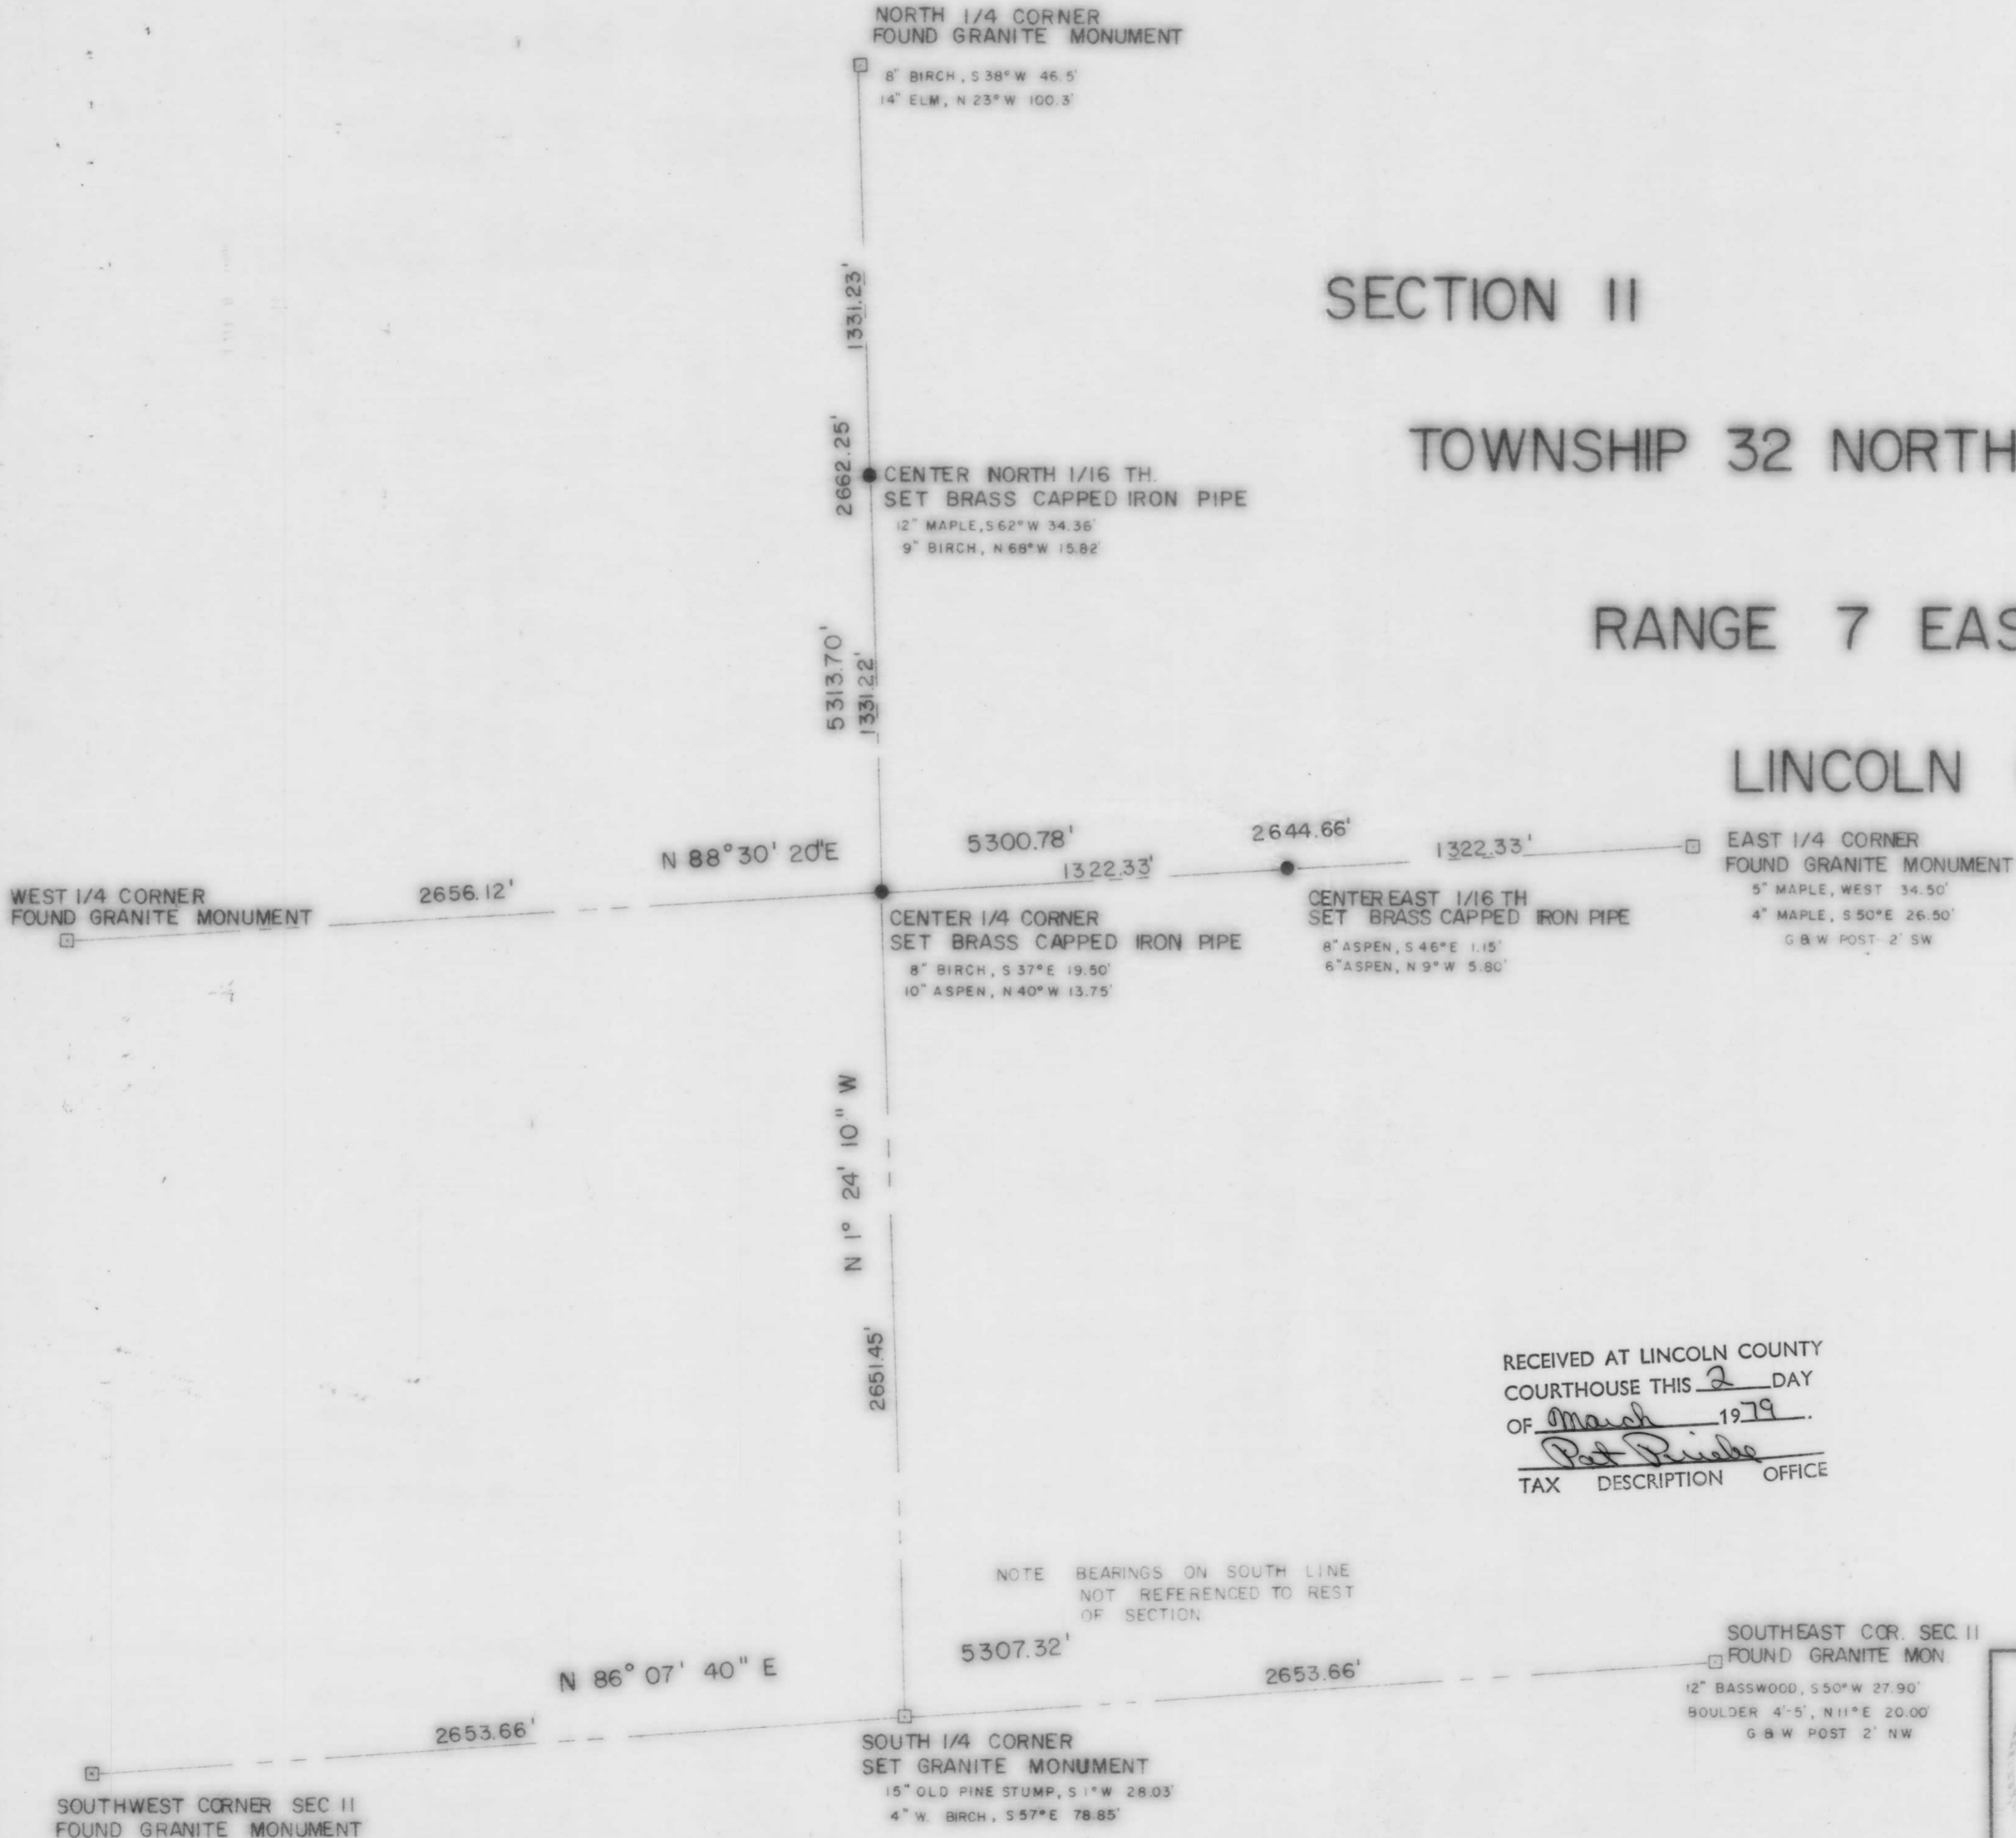 NORTH 1/4 CORNER
FOUND GRANITE MONUMENT
8" BIRCH, S 38° W 46.5'
14" ELM, N 23° W 100.3'
1331.23'
2662.25'
SECTION 11
TOWNSHIP 32 NORTH
CENTER NORTH 1/16 TH.
SET BRASS CAPPED IRON PIPE
12" MAPLE, S 62° W 34.36'
9" BIRCH, N 68° W 15.82'
RANGE 7 EAS
5313.70'
1331.22'
LINCOLN
N 88° 30' 20" E
5300.78'
2644.66'
1322.33'
1322.33'
EAST 1/4 CORNER
FOUND GRANITE MONUMENT
5" MAPLE, WEST 34.50'
4" MAPLE, S 50° E 26.50'
G & W POST 2' SW
WEST 1/4 CORNER
FOUND GRANITE MONUMENT
2656.12'
CENTER 1/4 CORNER
SET BRASS CAPPED IRON PIPE
8" BIRCH, S 37° E 19.50'
10" ASPEN, N 40° W 13.75'
CENTER EAST 1/16 TH
SET BRASS CAPPED IRON PIPE
8" ASPEN, S 46° E 1.15'
6" ASPEN, N 9° W 5.80'
N 1° 24' 10" W
2651.45'
RECEIVED AT LINCOLN COUNTY
COURTHOUSE THIS 2 DAY
OF March 1979.
Pat Priebe
TAX DESCRIPTION OFFICE
NOTE BEARINGS ON SOUTH LINE
NOT REFERENCED TO REST
OF SECTION
N 86° 07' 40" E
5307.32'
2653.66'
2653.66'
SOUTHEAST COR. SEC. 11
FOUND GRANITE MON.
12" BASSWOOD, S 50° W 27.90'
BOULDER 4'-5', N 11° E 20.00'
G & W POST 2' NW
SOUTH 1/4 CORNER
SET GRANITE MONUMENT
15" OLD PINE STUMP, S 1° W 28.03'
4" W. BIRCH, S 57° E 78.85'
SOUTHWEST CORNER SEC 11
FOUND GRANITE MONUMENT